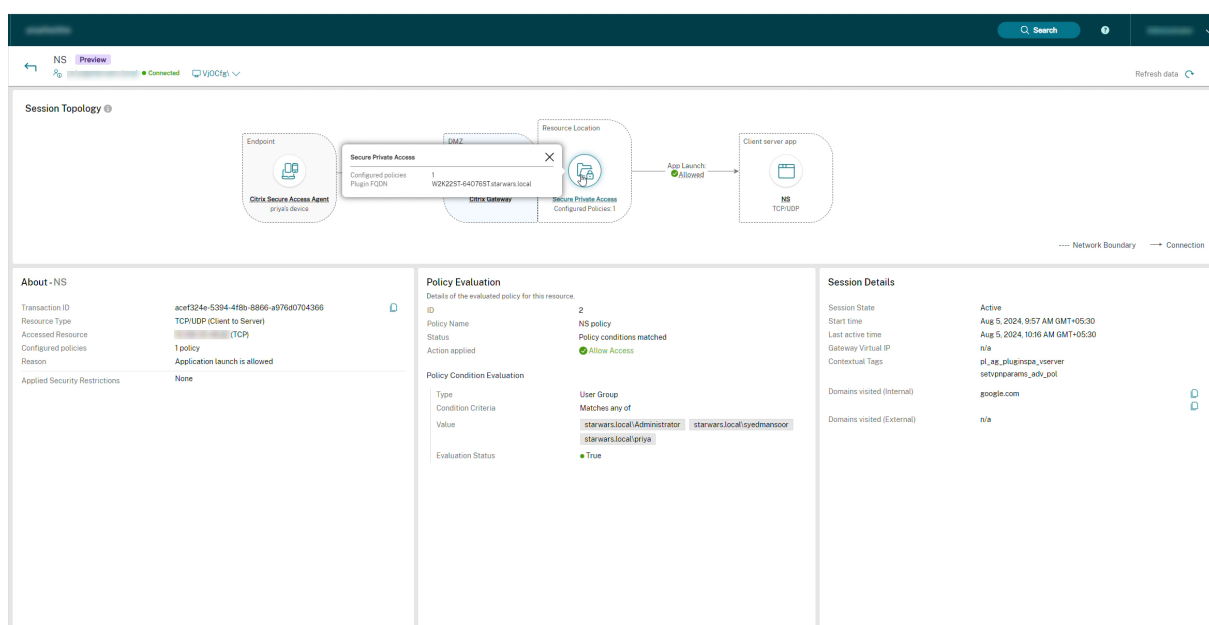 Search
NS Preview
Connected VjOCfg\
Refresh data
Session Topology
Endpoint
Citrix Secure Access Agent
priya's device
DMZ
Citrix Gateway
Secure Private Access
Configured policies 1
Plugin FQDN W2K22ST-64076ST.starwars.local
Resource Location
Secure Private Access
Configured Policies: 1
App Launch:
Allowed
Client server app
NS
TCP/UDP
Network Boundary Connection
About - NS
Transaction ID acef324e-5394-4f8b-8866-a976d0704366
Resource Type TCP/UDP (Client to Server)
Accessed Resource (TCP)
Configured policies 1 policy
Reason Application launch is allowed
Applied Security Restrictions None
Policy Evaluation
Details of the evaluated policy for this resource.
ID 2
Policy Name NS policy
Status Policy conditions matched
Action applied Allow Access
Policy Condition Evaluation
Type User Group
Condition Criteria Matches any of
Value starwars.local\Administrator starwars.local\syedmansoor
starwars.local\priya
Evaluation Status True
Session Details
Session State Active
Start time Aug 5, 2024, 9:57 AM GMT+05:30
Last active time Aug 5, 2024, 10:16 AM GMT+05:30
Gateway Virtual IP n/a
Contextual Tags pl_ag_pluginspa_vserver
setvpnparams_adv_pol
Domains visited (Internal) google.com
Domains visited (External) n/a